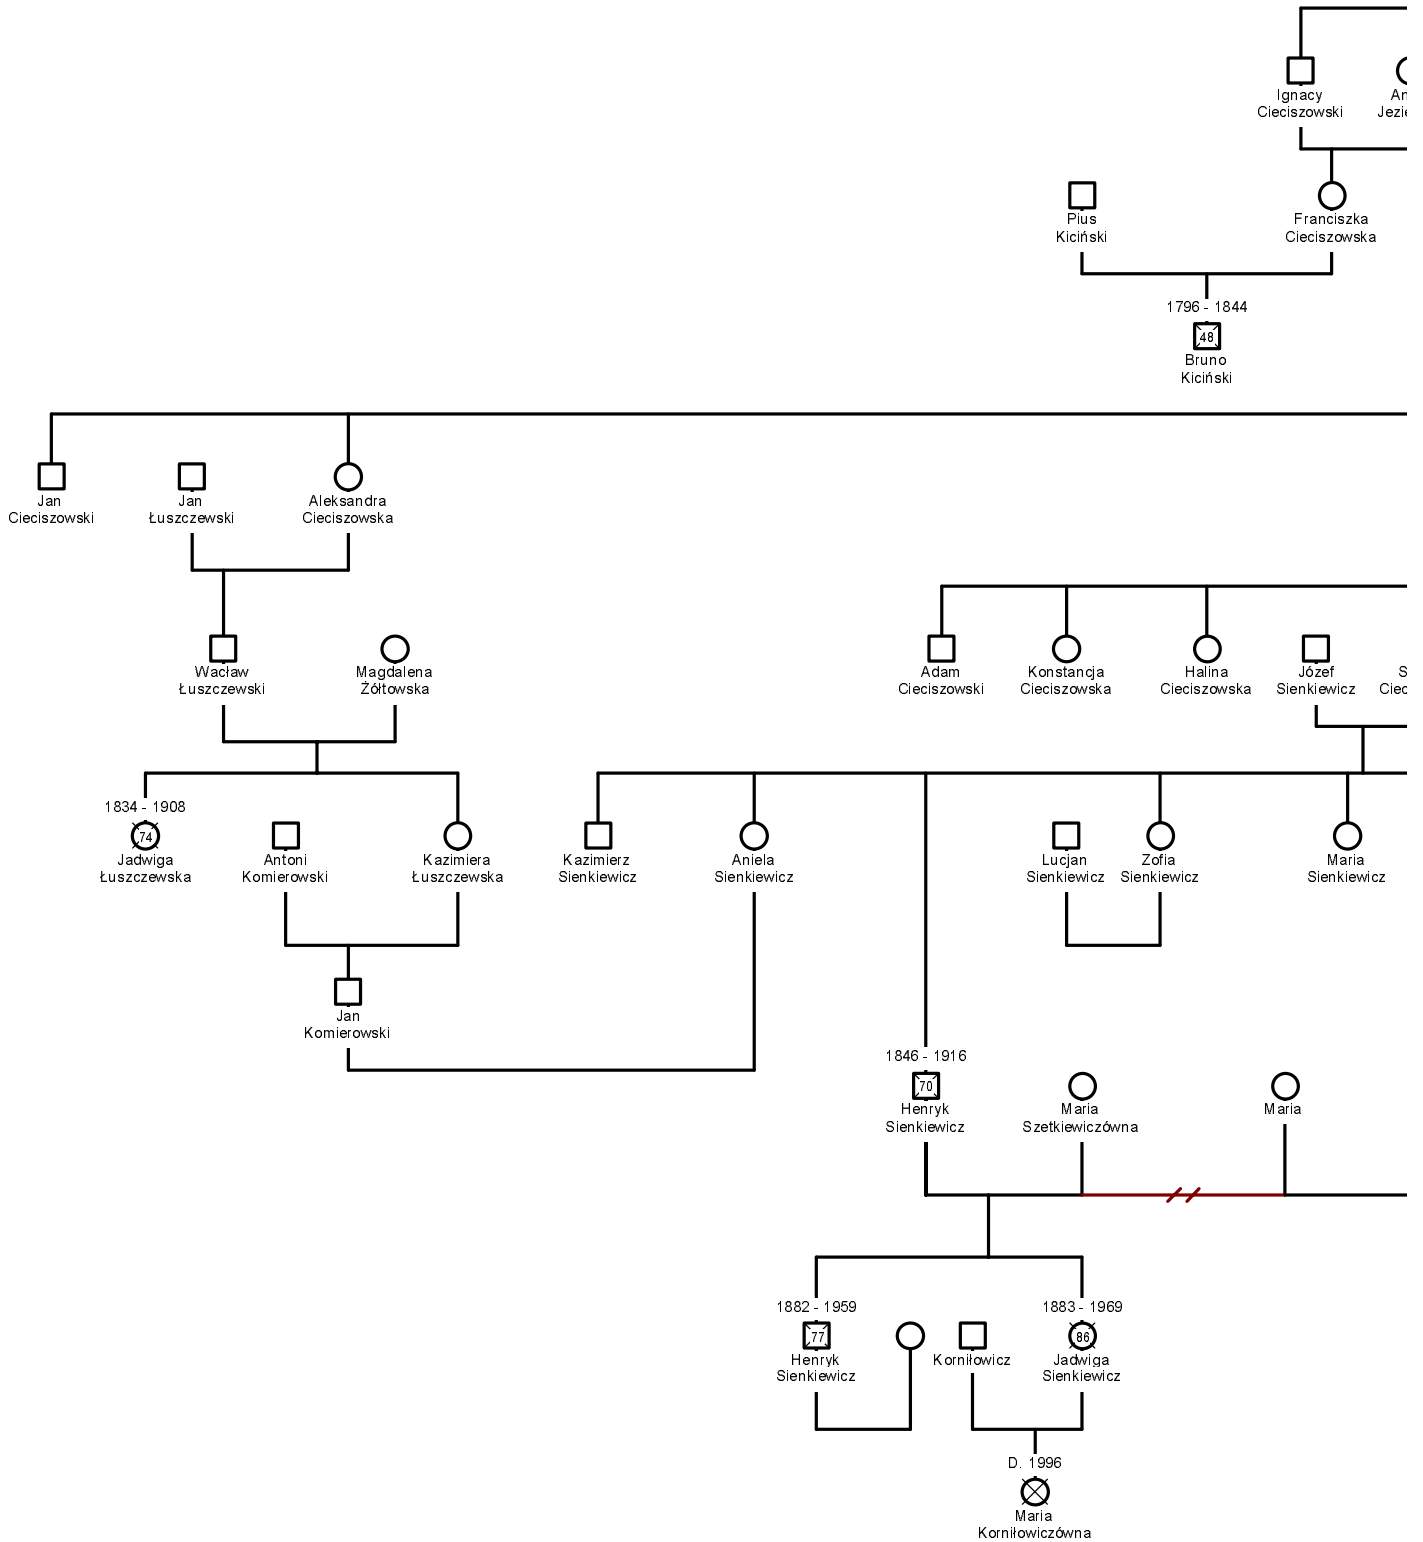 Ignacy
Cieciszowski
An
Jezie
Pius
Kiciński
Franciszka
Cieciszowska
1796 - 1844
48
Bruno
Kiciński
Jan
Cieciszowski
Jan
Łuszczewski
Aleksandra
Cieciszowska
Wacław
Łuszczewski
Magdalena
Żółtowska
Adam
Cieciszowski
Konstancja
Cieciszowska
Halina
Cieciszowska
Józef
Sienkiewicz
S
Ciec
1834 - 1908
74
Jadwiga
Łuszczewska
Antoni
Komierowski
Kazimiera
Łuszczewska
Kazimierz
Sienkiewicz
Aniela
Sienkiewicz
Lucjan
Sienkiewicz
Zofia
Sienkiewicz
Maria
Sienkiewicz
Jan
Komierowski
1846 - 1916
70
Henryk
Sienkiewicz
Maria
Szetkiewiczówna
Maria
1882 - 1959
77
Henryk
Sienkiewicz
Korniłowicz
1883 - 1969
86
Jadwiga
Sienkiewicz
D. 1996
Maria
Korniłowiczówna